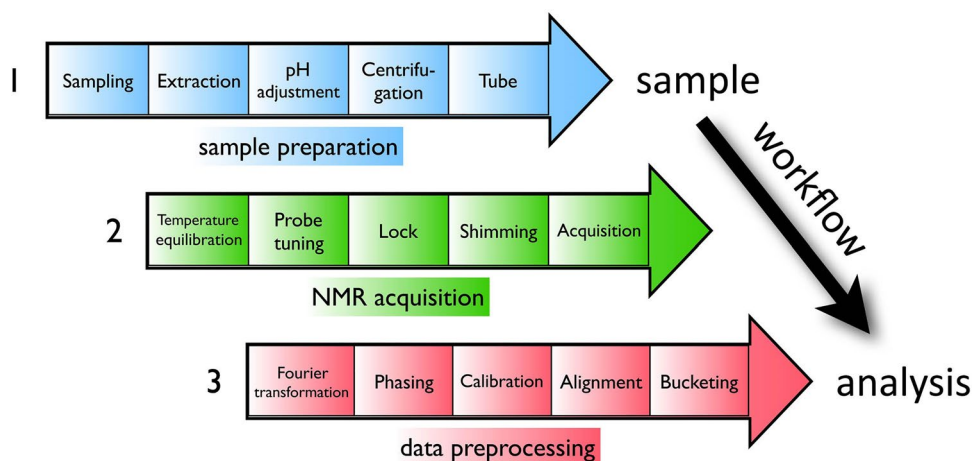 1
Sampling
Extraction
pH
adjustment
Centrifu-
gation
Tube
sample
sample preparation
workflow
2
Temperature
equilibration
Probe
tuning
Lock
Shimming
Acquisition
NMR acquisition
3
Fourier
transformation
Phasing
Calibration
Alignment
Bucketing
analysis
data preprocessing